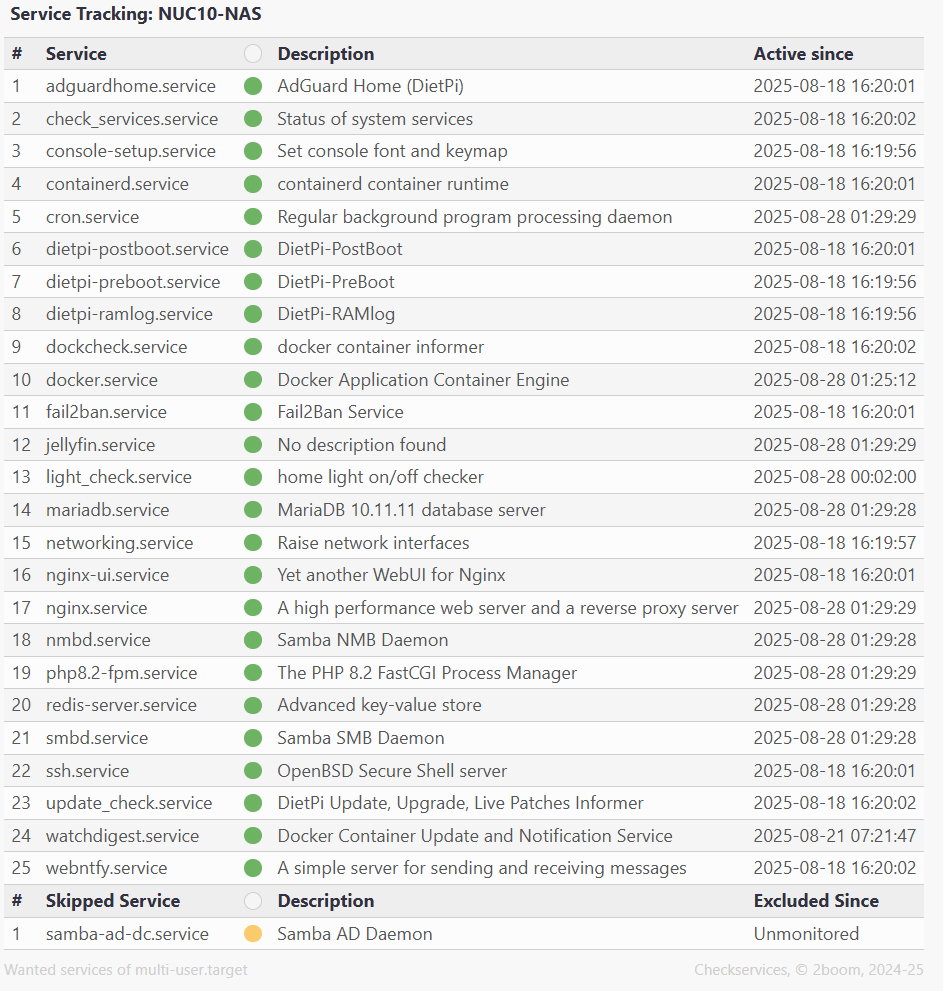 Service Tracking: NUC10-NAS
# Service Description Active since
1 adguardhome.service AdGuard Home (DietPi) 2025-08-18 16:20:01
2 check_services.service Status of system services 2025-08-18 16:20:02
3 console-setup.service Set console font and keymap 2025-08-18 16:19:56
4 containerd.service containerd container runtime 2025-08-18 16:20:01
5 cron.service Regular background program processing daemon 2025-08-28 01:29:29
6 dietpi-postboot.service DietPi-PostBoot 2025-08-18 16:20:01
7 dietpi-preboot.service DietPi-PreBoot 2025-08-18 16:19:56
8 dietpi-ramlog.service DietPi-RAMlog 2025-08-18 16:19:56
9 dockcheck.service docker container informer 2025-08-18 16:20:02
10 docker.service Docker Application Container Engine 2025-08-28 01:25:12
11 fail2ban.service Fail2Ban Service 2025-08-18 16:20:01
12 jellyfin.service No description found 2025-08-28 01:29:29
13 light_check.service home light on/off checker 2025-08-28 00:02:00
14 mariadb.service MariaDB 10.11.11 database server 2025-08-28 01:29:28
15 networking.service Raise network interfaces 2025-08-18 16:19:57
16 nginx-ui.service Yet another WebUI for Nginx 2025-08-18 16:20:01
17 nginx.service A high performance web server and a reverse proxy server 2025-08-28 01:29:29
18 nmbd.service Samba NMB Daemon 2025-08-28 01:29:28
19 php8.2-fpm.service The PHP 8.2 FastCGI Process Manager 2025-08-28 01:29:29
20 redis-server.service Advanced key-value store 2025-08-28 01:29:28
21 smbd.service Samba SMB Daemon 2025-08-28 01:29:28
22 ssh.service OpenBSD Secure Shell server 2025-08-18 16:20:01
23 update_check.service DietPi Update, Upgrade, Live Patches Informer 2025-08-18 16:20:02
24 watchdigest.service Docker Container Update and Notification Service 2025-08-21 07:21:47
25 webntfy.service A simple server for sending and receiving messages 2025-08-18 16:20:02
# Skipped Service Description Excluded Since
1 samba-ad-dc.service Samba AD Daemon Unmonitored
Wanted services of multi-user.target Checkservices, © 2boom, 2024-25